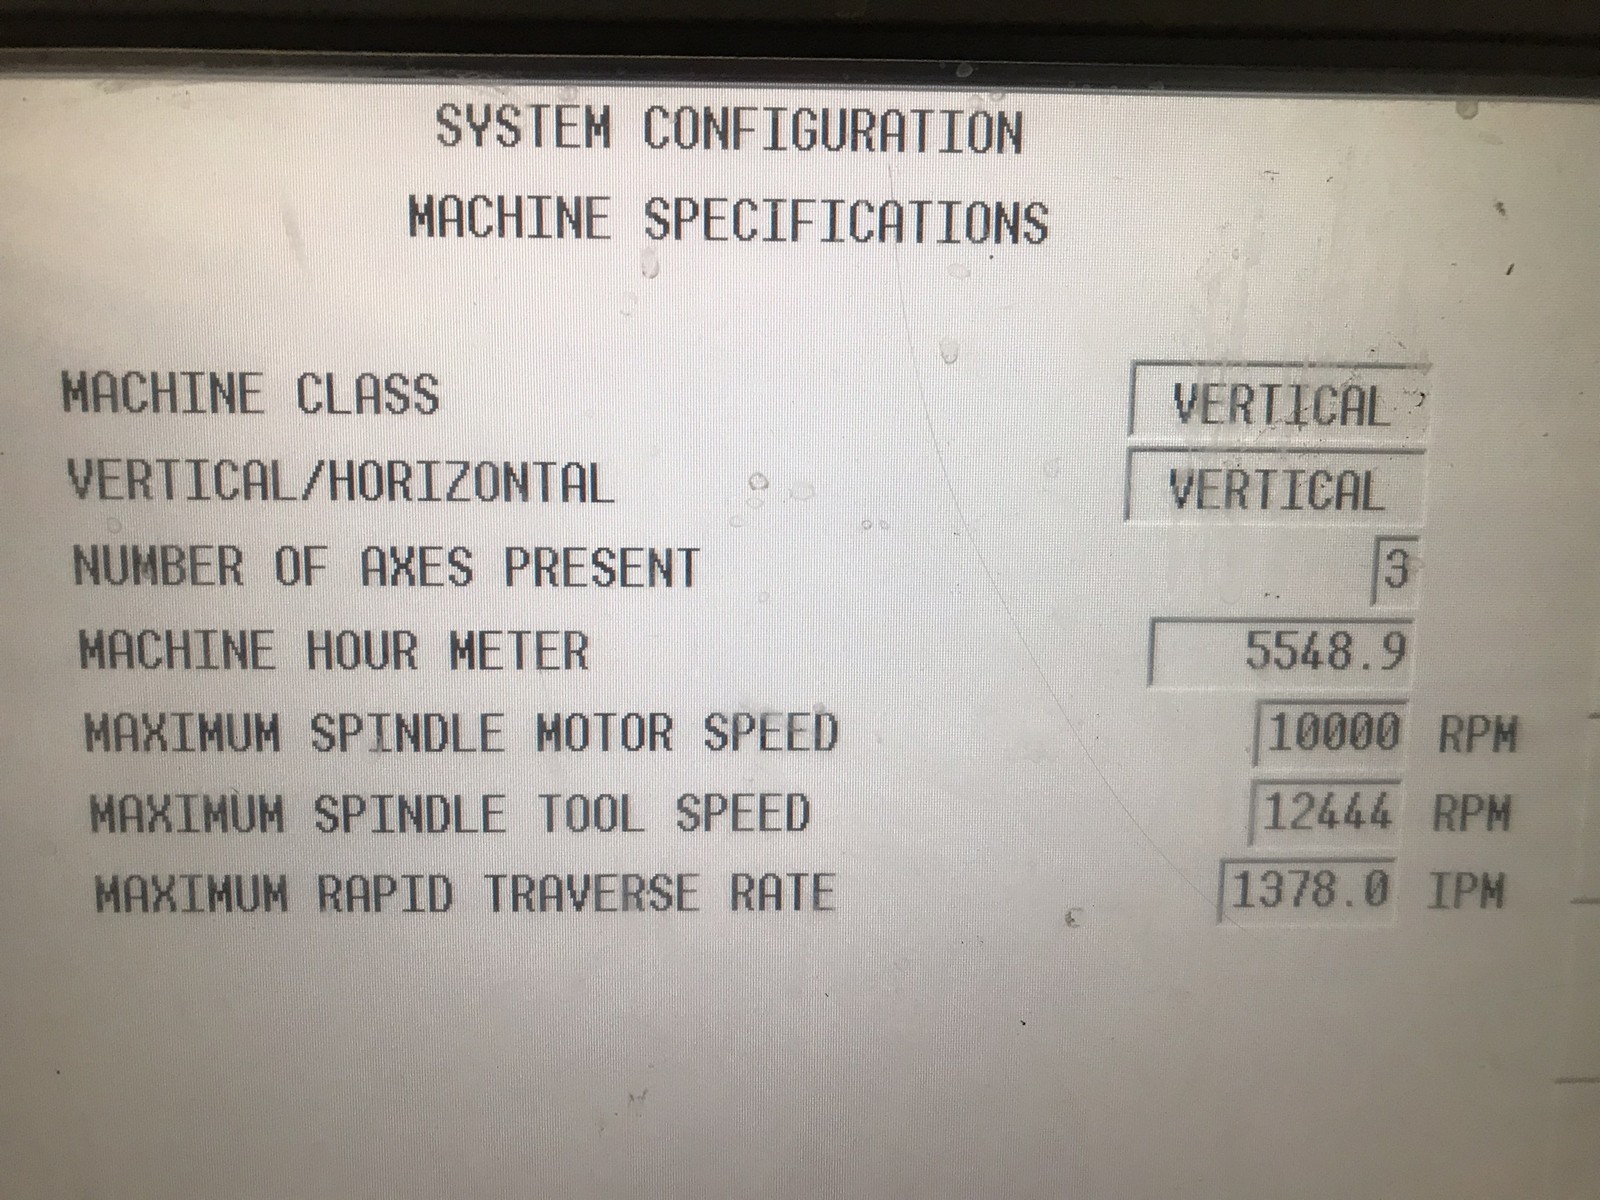 SYSTEM CONFIGURATION
MACHINE SPECIFICATIONS
MACHINE CLASS VERTICAL
VERTICAL/HORIZONTAL VERTICAL
NUMBER OF AXES PRESENT 3
MACHINE HOUR METER 5548.9
MAXIMUM SPINDLE MOTOR SPEED 10000 RPM
MAXIMUM SPINDLE TOOL SPEED 12444 RPM
MAXIMUM RAPID TRAVERSE RATE 1378.0 IPM